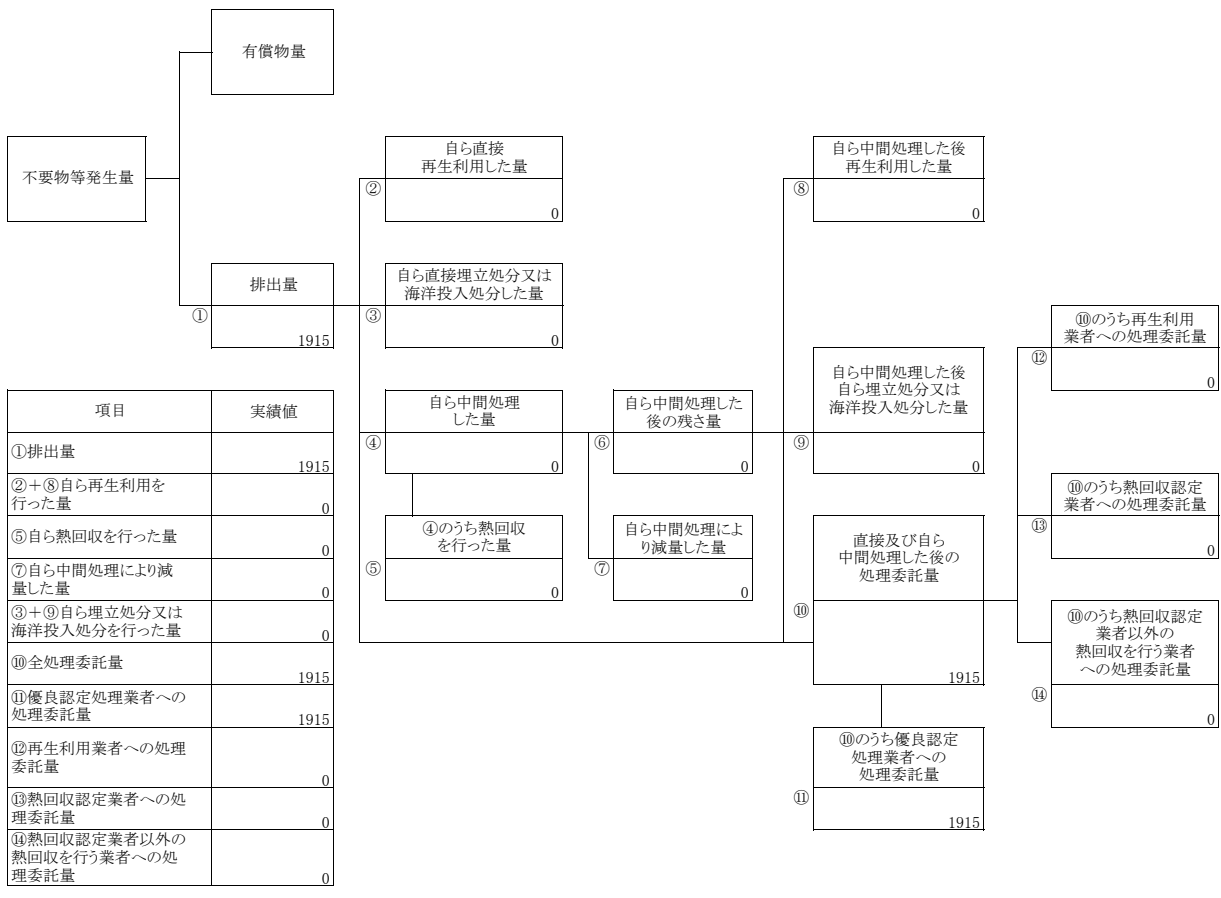 有償物量
不要物等発生量
自ら直接
再生利用した量
②
0
自ら中間処理した後
再生利用した量
⑧
0
排出量
①
1915
自ら直接埋立処分又は
海洋投入処分した量
③
0
⑩のうち再生利用
業者への処理委託量
⑫
0
自ら中間処理
した量
④
0
自ら中間処理した
後の残さ量
⑥
0
自ら中間処理した後
自ら埋立処分又は
海洋投入処分した量
⑨
0
⑩のうち熱回収認定
業者への処理委託量
⑬
0
④のうち熱回収
を行った量
⑤
0
自ら中間処理によ
り減量した量
⑦
0
直接及び自ら
中間処理した後の
処理委託量
⑩
1915
⑩のうち熱回収認定
業者以外の
熱回収を行う業者
への処理委託量
⑭
0
⑩のうち優良認定
処理業者への
処理委託量
⑪
1915
項目 実績値
①排出量
1915
②＋⑧自ら再生利用を
行った量
0
⑤自ら熱回収を行った量
0
⑦自ら中間処理により減
量した量
0
③＋⑨自ら埋立処分又は
海洋投入処分を行った量
0
⑩全処理委託量
1915
⑪優良認定処理業者への
処理委託量
1915
⑫再生利用業者への処理
委託量
0
⑬熱回収認定業者への処
理委託量
0
⑭熱回収認定業者以外の
熱回収を行う業者への処
理委託量
0